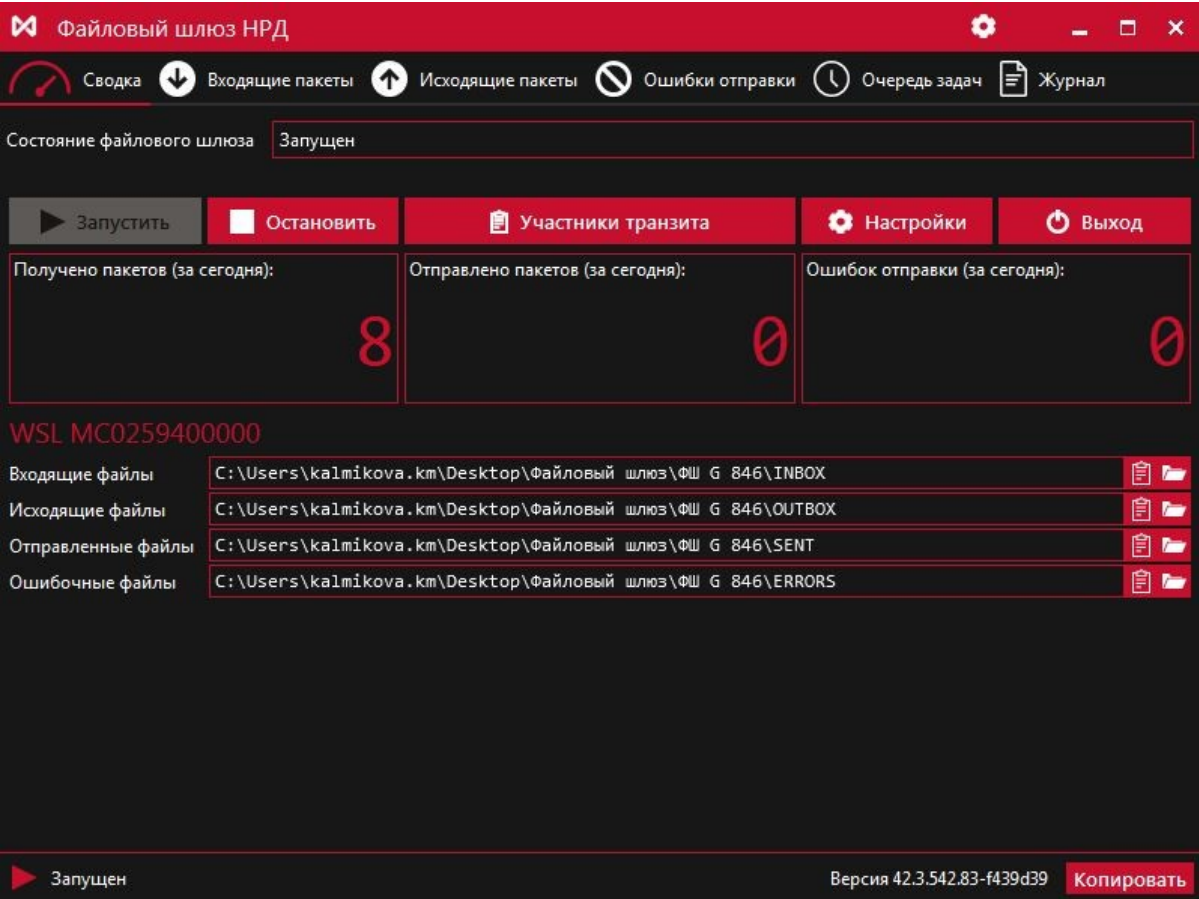 Файловый шлюз НРД
Сводка Входящие пакеты Исходящие пакеты Ошибки отправки Очередь задач Журнал
Состояние файлового шлюза Запущен
Запустить Остановить Участники транзита Настройки Выход
Получено пакетов (за сегодня): Отправлено пакетов (за сегодня): Ошибок отправки (за сегодня):
8 0 0
WSL MC0259400000
Входящие файлы C:\Users\kalmikova.km\Desktop\Файловый шлюз\ФШ G 846\INBOX
Исходящие файлы C:\Users\kalmikova.km\Desktop\Файловый шлюз\ФШ G 846\OUTBOX
Отправленные файлы C:\Users\kalmikova.km\Desktop\Файловый шлюз\ФШ G 846\SENT
Ошибочные файлы C:\Users\kalmikova.km\Desktop\Файловый шлюз\ФШ G 846\ERRORS
Запущен Версия 42.3.542.83-f439d39 Копировать